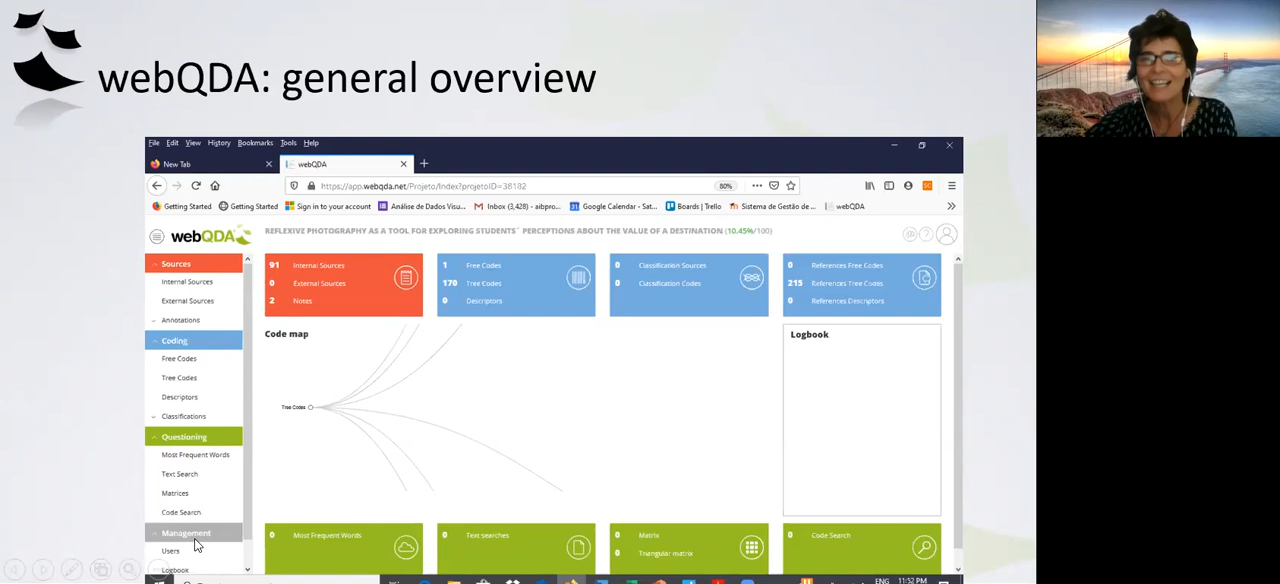 webQDA: general overview
File Edit View History Bookmarks Tools Help
New Tab
webQDA
https://app.webqda.net/Projeto/Index?projetoID=38182
80%
Getting Started Getting Started Sign in to your account Análise de Dados Visu... Inbox (3,428) - aibpro... Google Calendar - Sat... Boards | Trello Sistema de Gestão de ... webQDA
webQDA
REFLEXIVE PHOTOGRAPHY AS A TOOL FOR EXPLORING STUDENTS´ PERCEPTIONS ABOUT THE VALUE OF A DESTINATION (10.45%/100)
Sources
Internal Sources
External Sources
Annotations
Coding
Free Codes
Tree Codes
Descriptors
Classifications
Questioning
Most Frequent Words
Text Search
Matrices
Code Search
Management
Users
Logbook
91 Internal Sources
0 External Sources
2 Notes
1 Free Codes
170 Tree Codes
0 Descriptors
0 Classification Sources
0 Classification Codes
0 References Free Codes
215 References Tree Codes
0 References Descriptors
Code map
Tree Codes
Logbook
0 Most Frequent Words
0 Text searches
0 Matrix
0 Triangular matrix
0 Code Search
ENG 11:52 PM